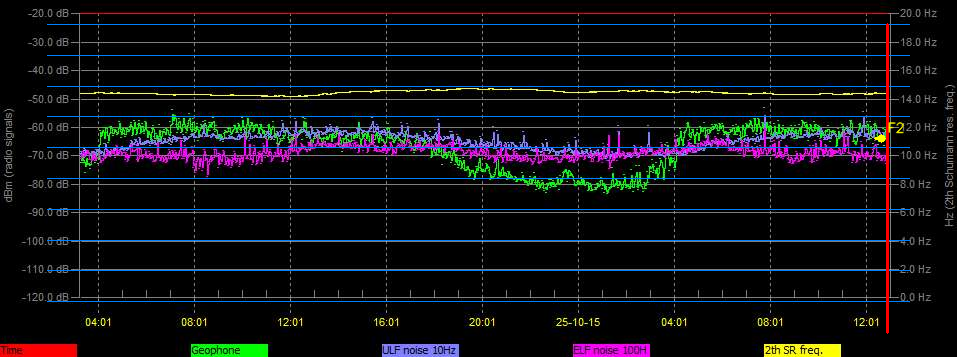 -20.0 dB 20.0 Hz
-30.0 dB 18.0 Hz
-40.0 dB 16.0 Hz
-50.0 dB 14.0 Hz
-60.0 dB 12.0 Hz
F2
-70.0 dB 10.0 Hz
-80.0 dB 8.0 Hz
-90.0 dB 6.0 Hz
-100.0 dB 4.0 Hz
-110.0 dB 2.0 Hz
-120.0 dB 0.0 Hz
dBm (radio signals)
Hz (2th Schumann res. freq.)
04:01 08:01 12:01 16:01 20:01 25-10-15 04:01 08:01 12:01
Time Geophone ULF noise 10Hz ELF noise 100H 2th SR freq.